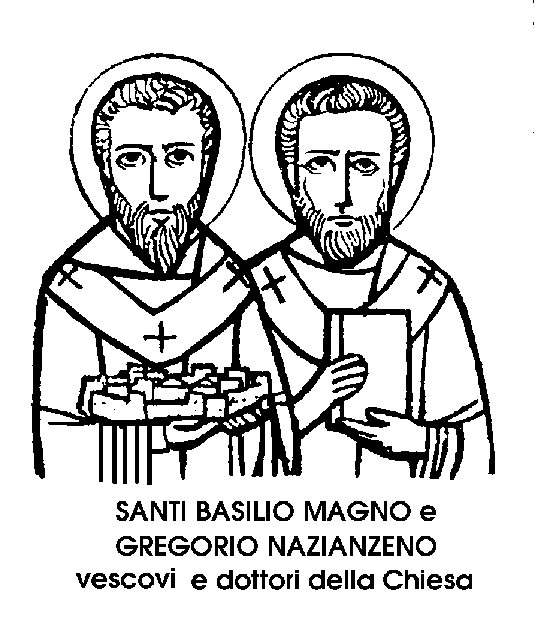 SANTI BASILIO MAGNO e
GREGORIO NAZIANZENO
vescovi e dottori della Chiesa